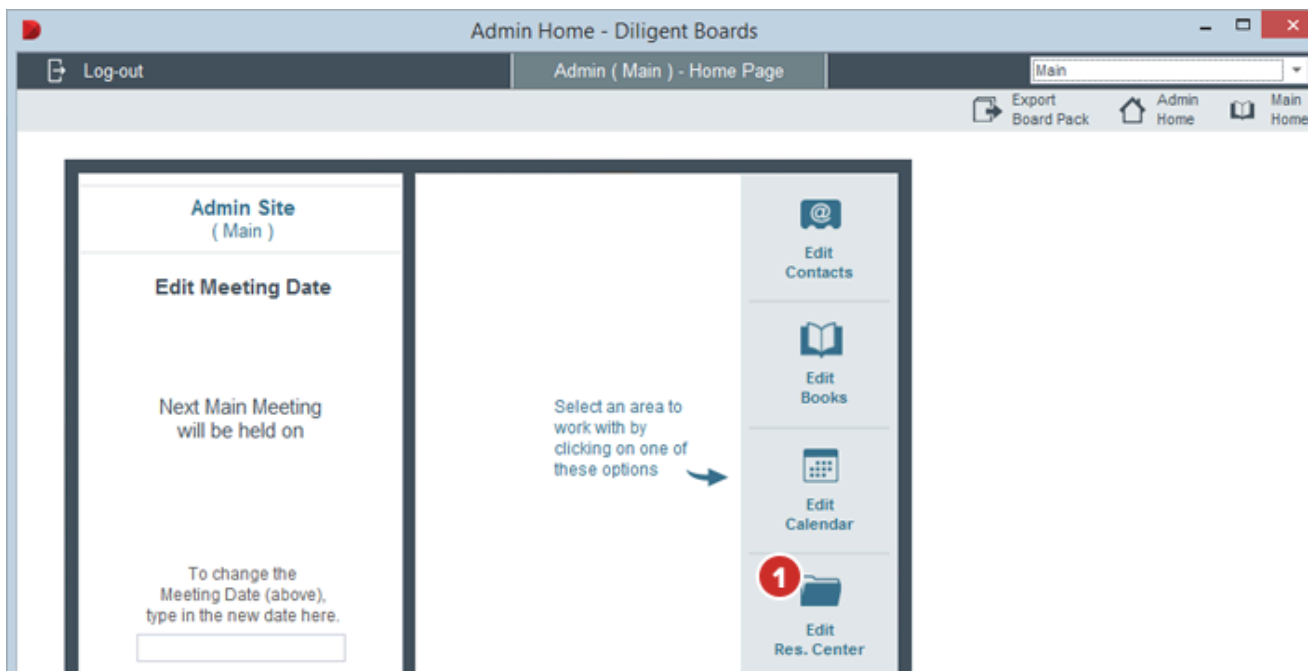 Admin Home - Diligent Boards
Log-out
Admin ( Main ) - Home Page
Main
Export
Board Pack
Admin
Home
Main
Home
Admin Site
( Main )
Edit Meeting Date
Next Main Meeting
will be held on
To change the
Meeting Date (above),
type in the new date here.
Select an area to
work with by
clicking on one of
these options
@
Edit
Contacts
Edit
Books
Edit
Calendar
1
Edit
Res. Center